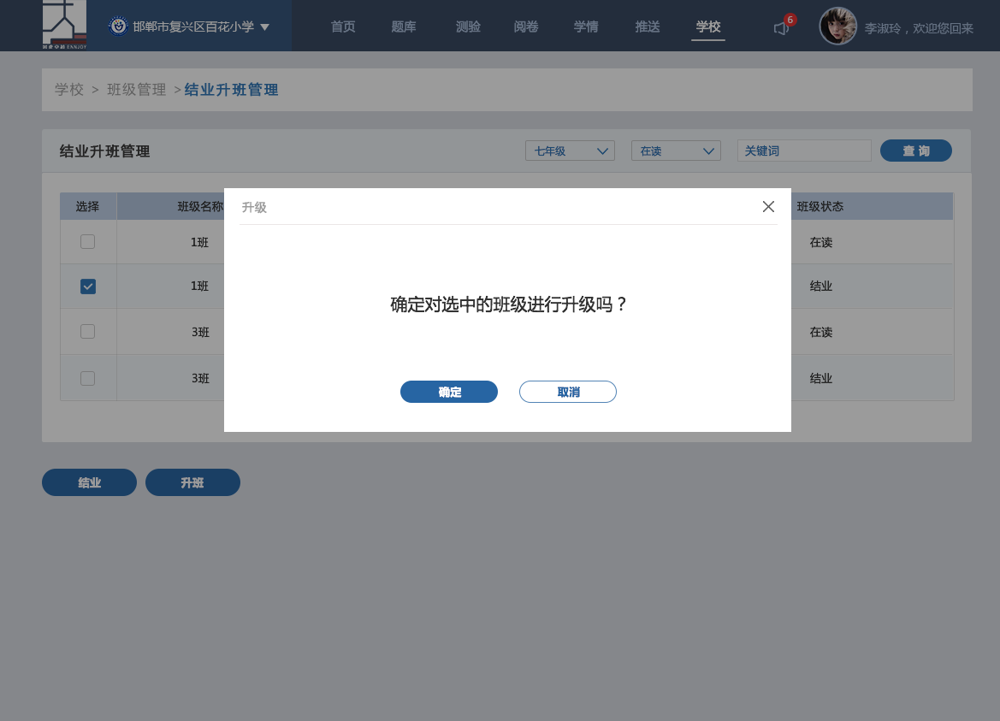 邯郸市复兴区百花小学 首页 题库 测验 阅卷 学情 推送 学校 6 李淑玲，欢迎您回来
学校 > 班级管理 > 结业升班管理
结业升班管理 七年级 在读 关键词 查 询
选择 班级名称 班级状态
1班 在读
1班 结业
3班 在读
3班 结业
升级
确定对选中的班级进行升级吗？
确定 取消
结业 升班